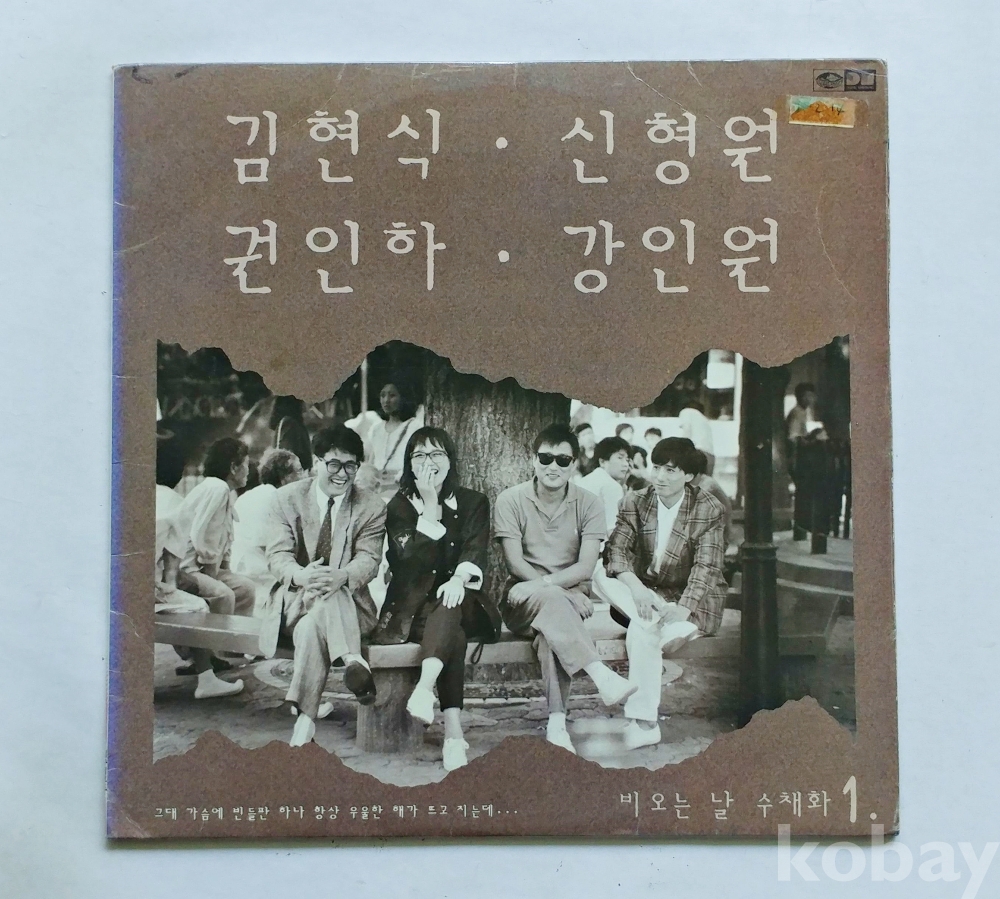 김현식 · 신형원
권인하 · 강인원
그대 가슴에 빈들판 하나 항상 우울한 해가 뜨고 지는데...
비 오는 날 수채화 1.
kobay